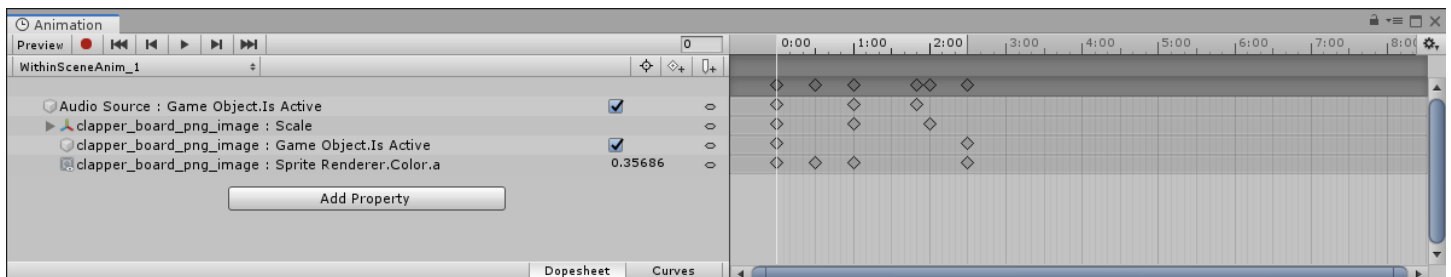 Animation
Preview 0 0:00 1:00 2:00 3:00 4:00 5:00 6:00 7:00 8:00
WithinSceneAnim_1
Audio Source : Game Object.Is Active
clapper_board_png_image : Scale
clapper_board_png_image : Game Object.Is Active
clapper_board_png_image : Sprite Renderer.Color.a 0.35686
Add Property
Dopesheet Curves